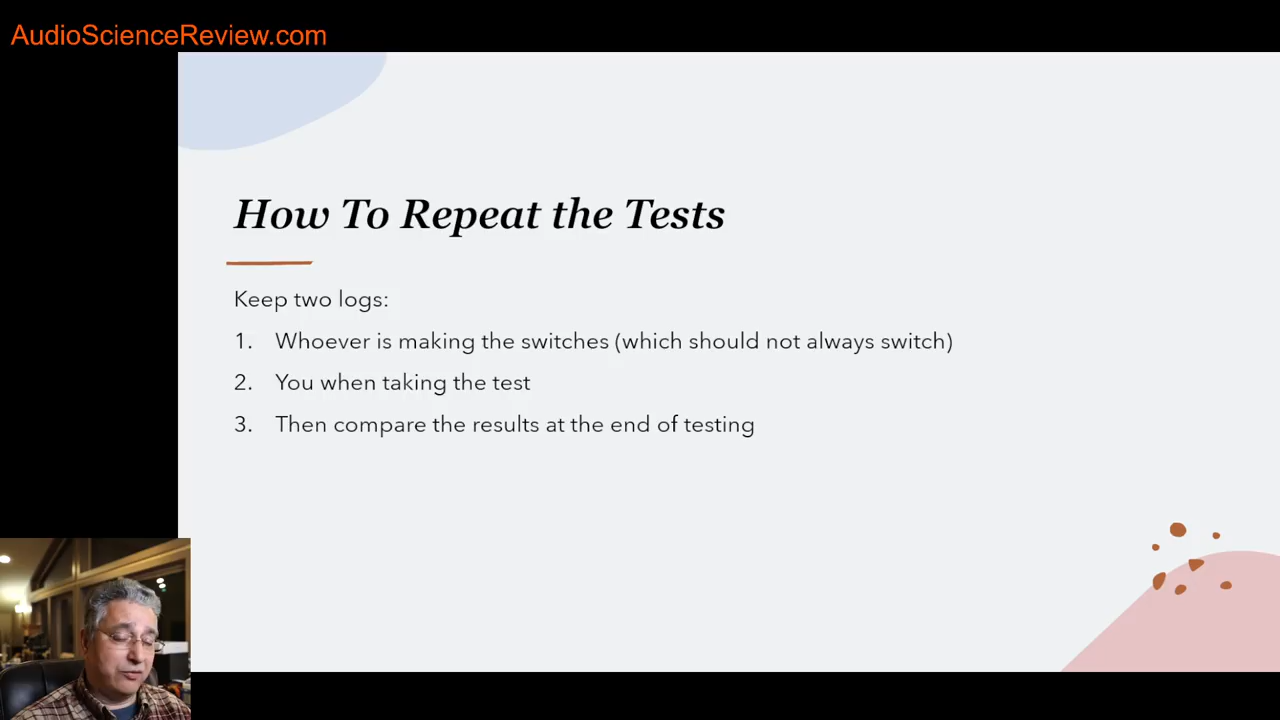 AudioScienceReview.com
How To Repeat the Tests
Keep two logs:
1. Whoever is making the switches (which should not always switch)
2. You when taking the test
3. Then compare the results at the end of testing